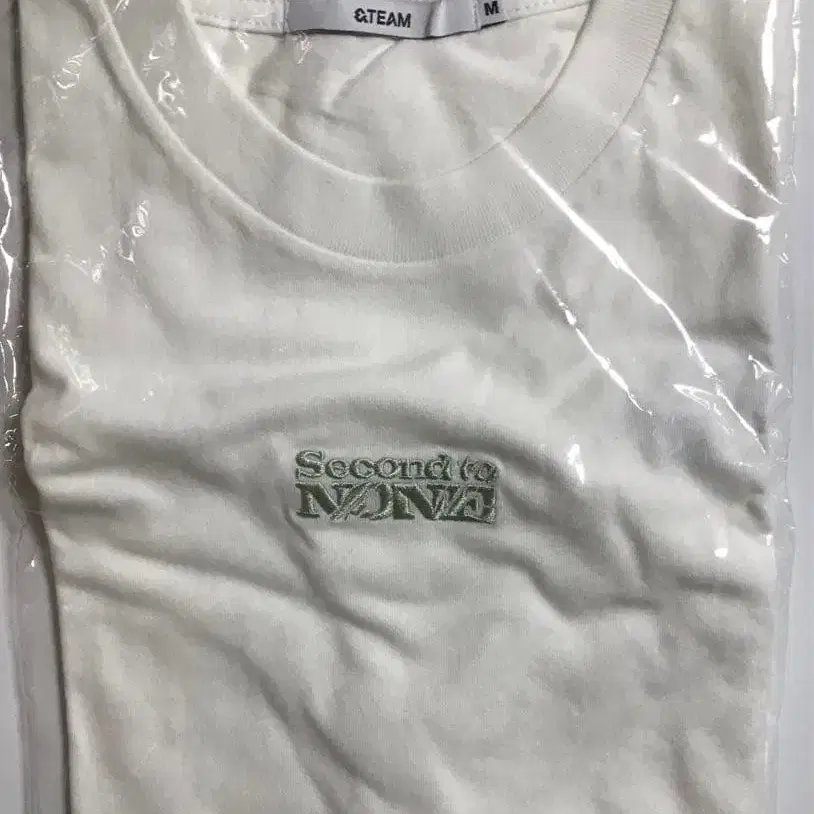 &TEAM
M
Second to
NONE